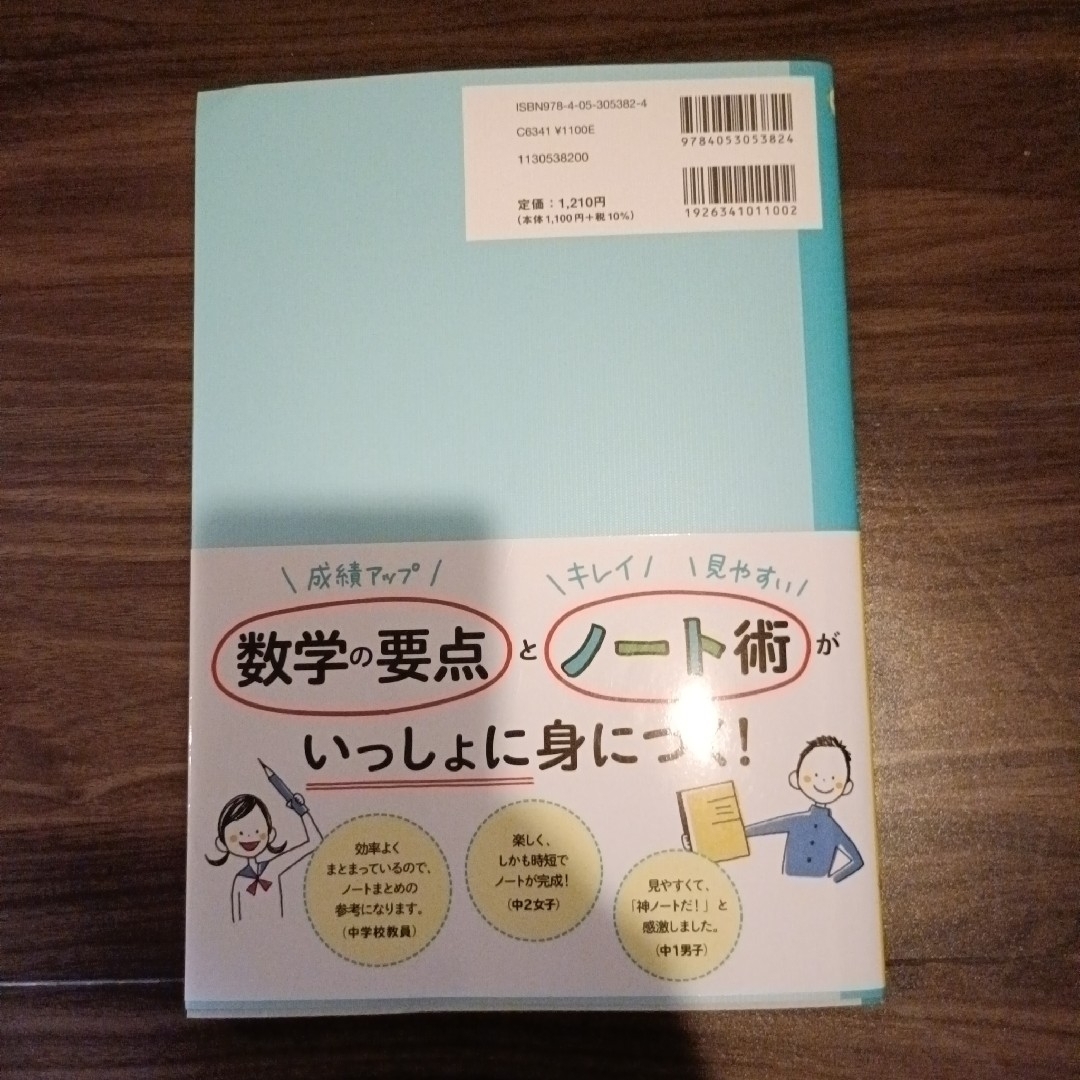 ISBN978-4-05-305382-4
C6341 ¥1100E
1130538200
定価：1,210円
(本体1,100円+税10%)
9784053053824
1926341011002
\ 成績アップ /
\ キレイ /
\ 見やすい /
数学の要点とノート術が
いっしょに身につく!
効率よく
まとまっているので、
ノートまとめの
参考になります。
(中学校教員)
楽しく、
しかも時短で
ノートが完成!
(中2女子)
見やすくて、
「神ノートだ!」と
感激しました。
(中1男子)